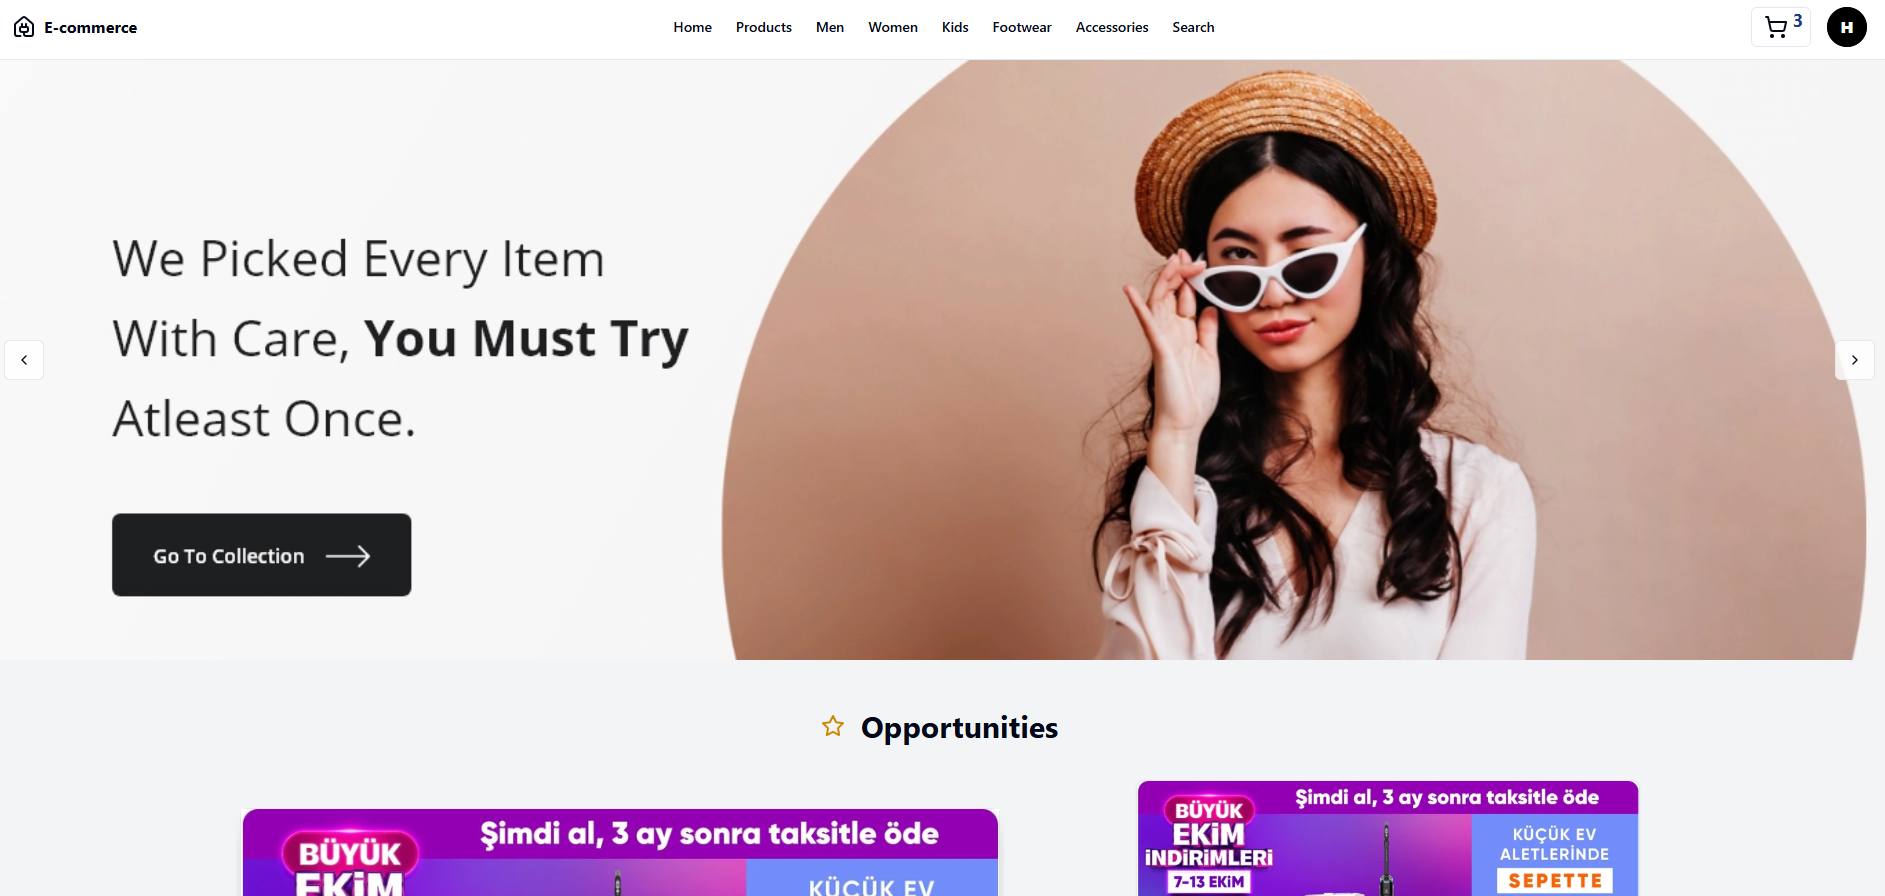 E-commerce
Home Products Men Women Kids Footwear Accessories Search
3
H
We Picked Every Item
With Care, You Must Try
Atleast Once.
Go To Collection
Opportunities
Şimdi al, 3 ay sonra taksitle öde
BÜYÜK
EKİM
KÜÇÜK EV
Şimdi al, 3 ay sonra taksitle öde
BÜYÜK
EKİM
İNDİRİMLERİ
7-13 EKİM
KÜÇÜK EV
ALETLERİNDE
SEPETTE